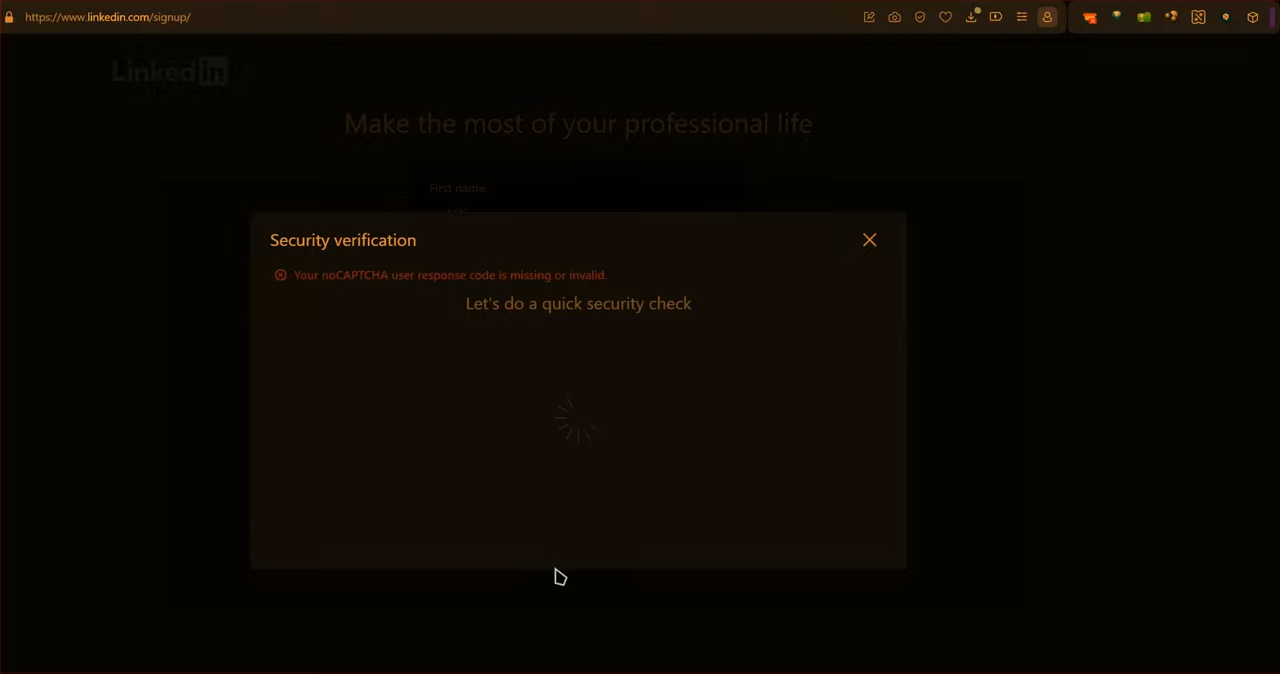 https://www.linkedin.com/signup/
Linkedin
Make the most of your professional life
First name
Security verification
Your noCAPTCHA user response code is missing or invalid.
Let's do a quick security check